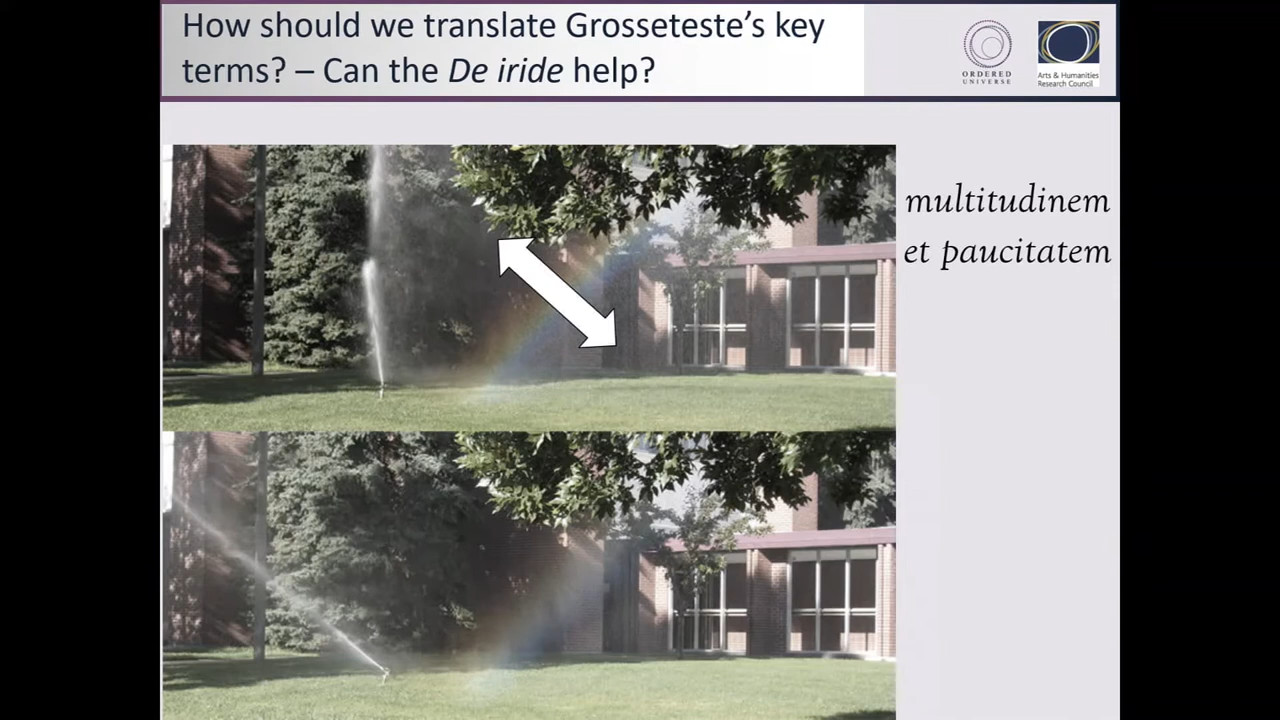 How should we translate Grosseteste’s key
terms? – Can the De iride help?
ORDERED
UNIVERSE
Arts & Humanities
Research Council
multitudinem
et paucitatem